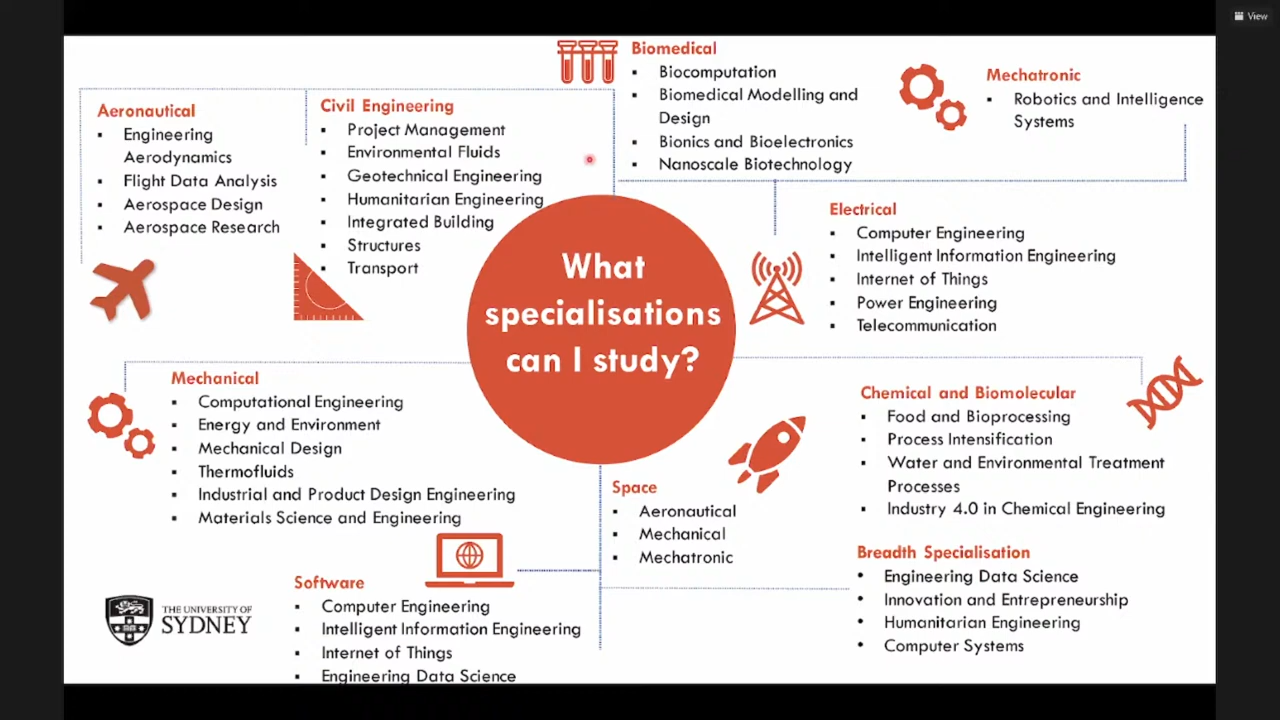 View
Biomedical
Biocomputation
Biomedical Modelling and
Design
Bionics and Bioelectronics
Nanoscale Biotechnology
Mechatronic
Robotics and Intelligence
Systems
Aeronautical
Engineering
Aerodynamics
Flight Data Analysis
Aerospace Design
Aerospace Research
Civil Engineering
Project Management
Environmental Fluids
Geotechnical Engineering
Humanitarian Engineering
Integrated Building
Structures
Transport
What
specialisations
can I study?
Electrical
Computer Engineering
Intelligent Information Engineering
Internet of Things
Power Engineering
Telecommunication
Mechanical
Computational Engineering
Energy and Environment
Mechanical Design
Thermofluids
Industrial and Product Design Engineering
Materials Science and Engineering
Chemical and Biomolecular
Food and Bioprocessing
Process Intensification
Water and Environmental Treatment
Processes
Industry 4.0 in Chemical Engineering
Space
Aeronautical
Mechanical
Mechatronic
Software
Computer Engineering
Intelligent Information Engineering
Internet of Things
Engineering Data Science
Breadth Specialisation
Engineering Data Science
Innovation and Entrepreneurship
Humanitarian Engineering
Computer Systems
THE UNIVERSITY OF
SYDNEY